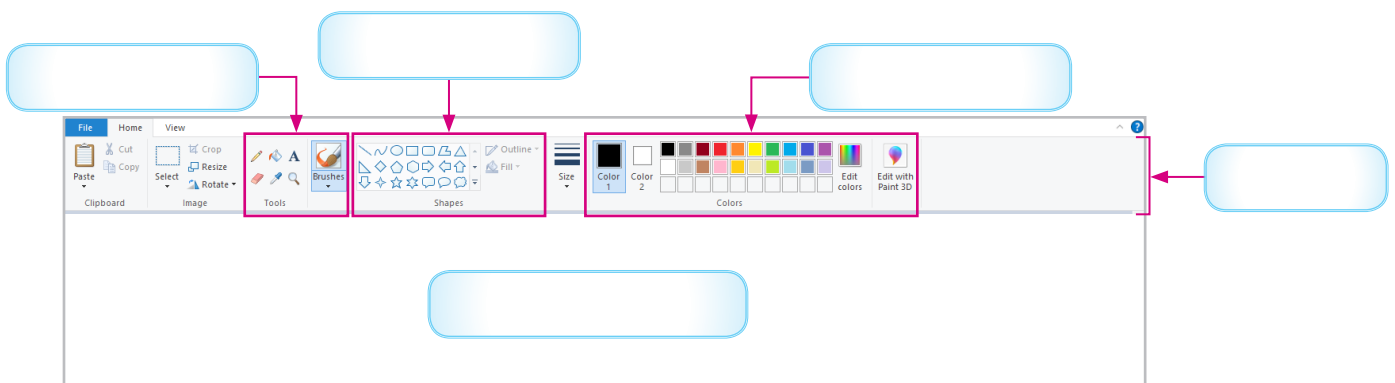 File Home View
?
Paste
Cut
Copy
Clipboard
Select
Crop
Resize
Rotate
Image
A
Tools
Brushes
Shapes
Outline
Fill
Size
Color
1
Color
2
Edit
colors
Colors
Edit with
Paint 3D